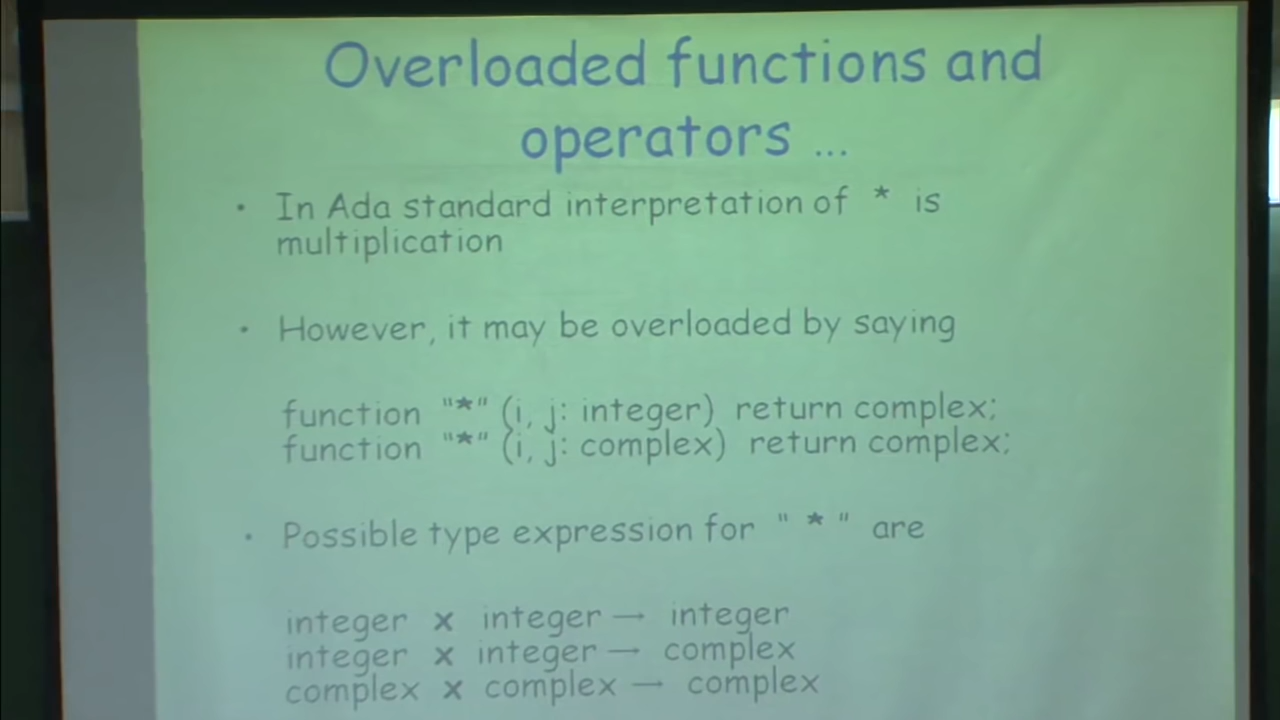 Overloaded functions and
operators ...
• In Ada standard interpretation of * is
multiplication
• However, it may be overloaded by saying
function "*" (i, j: integer) return complex;
function "*" (i, j: complex) return complex;
• Possible type expression for " * " are
integer x integer → integer
integer x integer → complex
complex x complex → complex